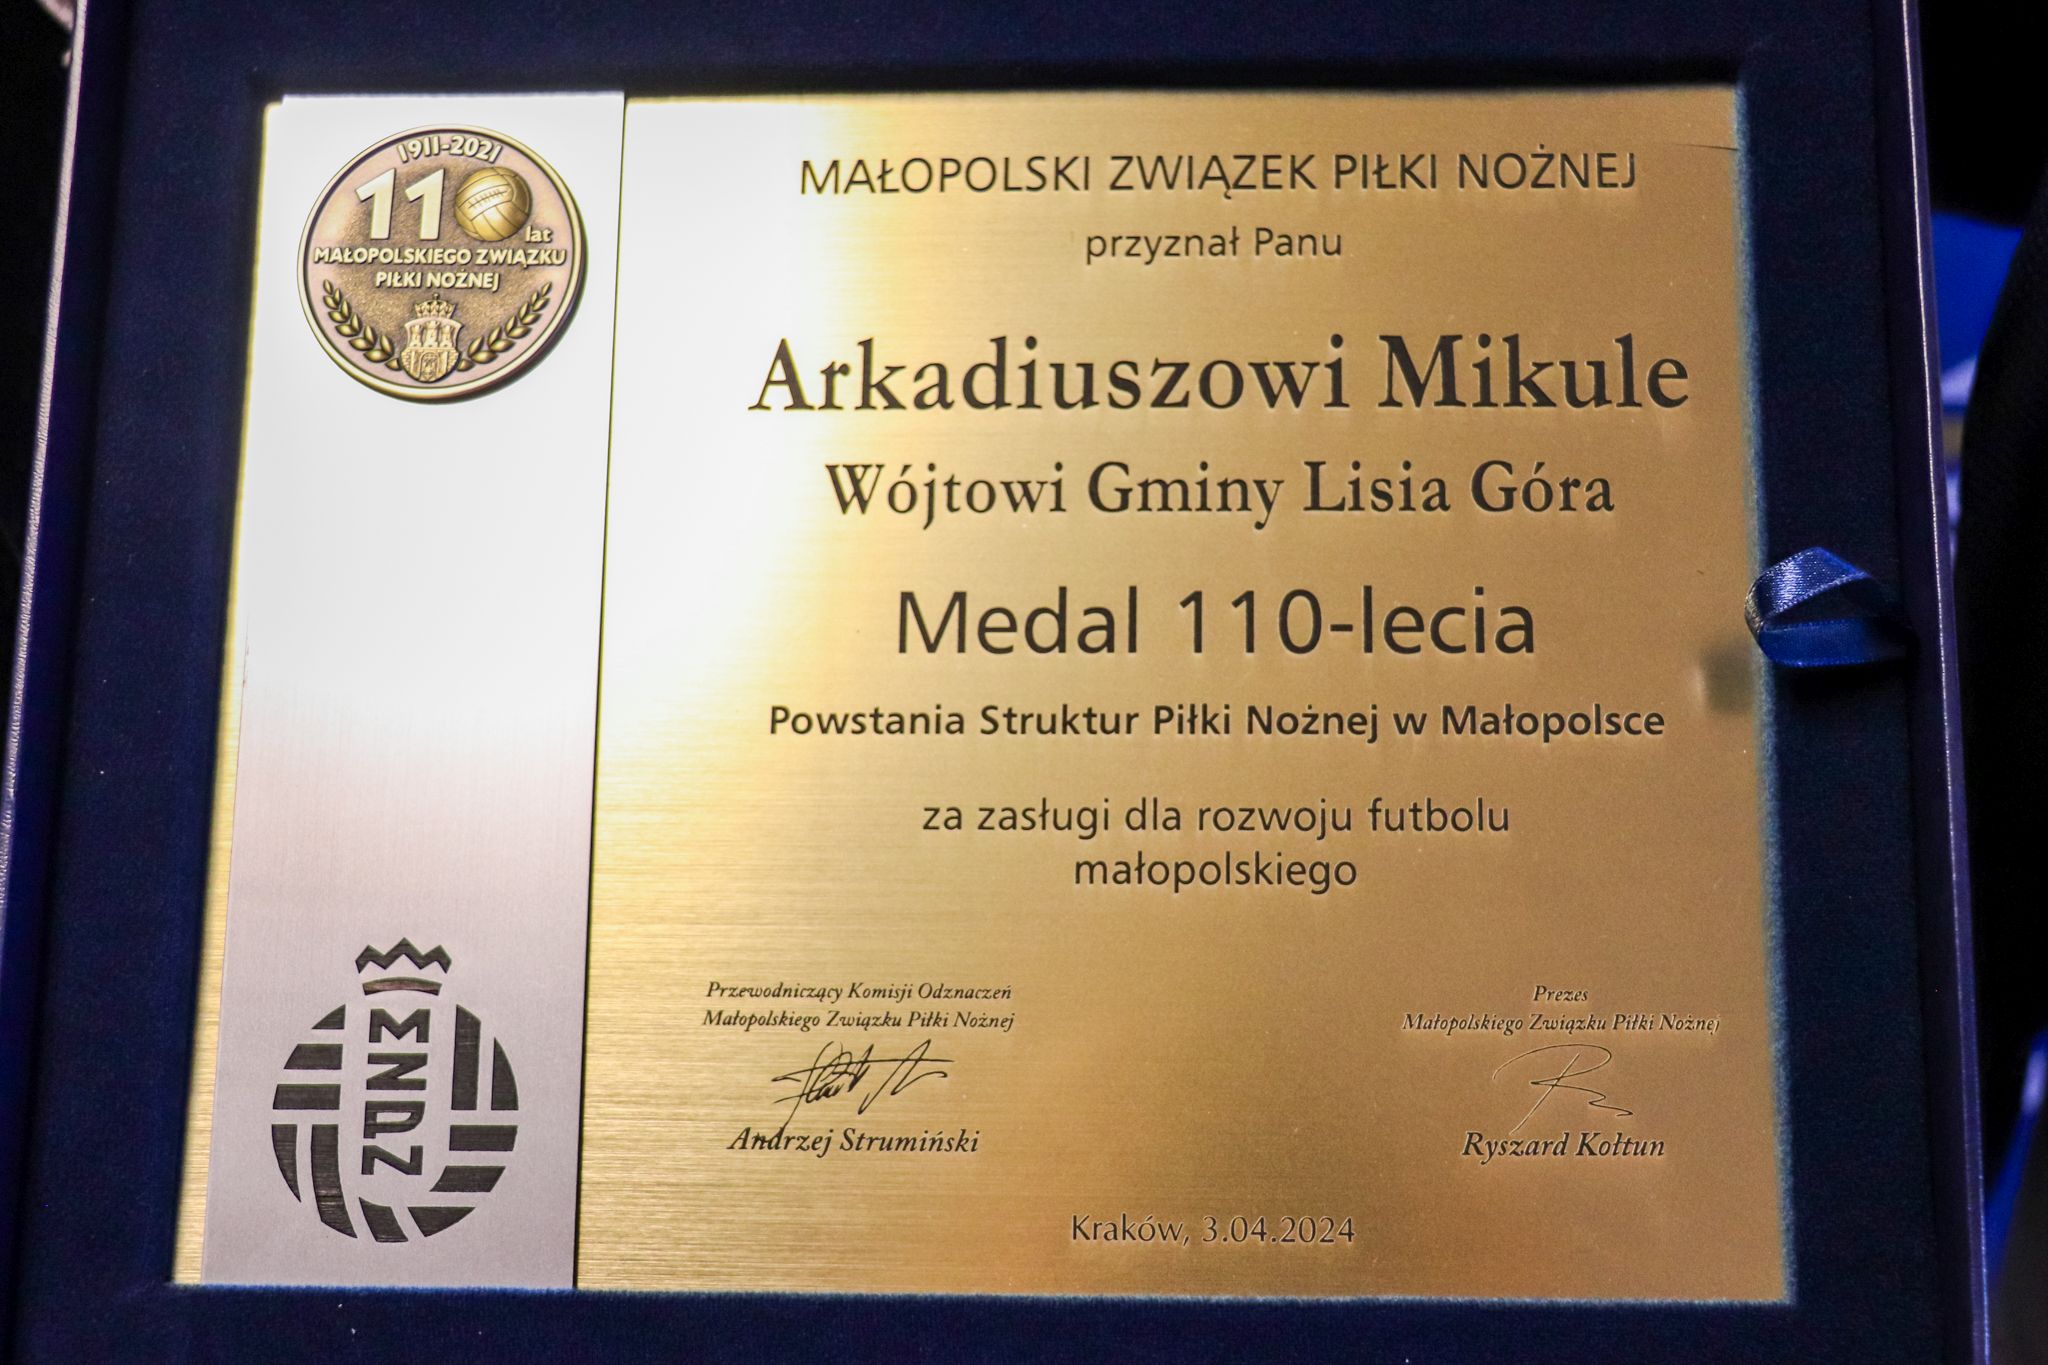 1911-2021
110
lat
MAŁOPOLSKIEGO ZWIĄZKU
PIŁKI NOŻNEJ
MAŁOPOLSKI ZWIĄZEK PIŁKI NOŻNEJ
przyznał Panu
Arkadiuszowi Mikule
Wójtowi Gminy Lisia Góra
Medal 110-lecia
Powstania Struktur Piłki Nożnej w Małopolsce
za zasługi dla rozwoju futbolu
małopolskiego
Przewodniczący Komisji Odznaczeń
Małopolskiego Związku Piłki Nożnej
Andrzej Strumiński
Prezes
Małopolskiego Związku Piłki Nożnej
Ryszard Kołtun
Kraków, 3.04.2024
MZPN